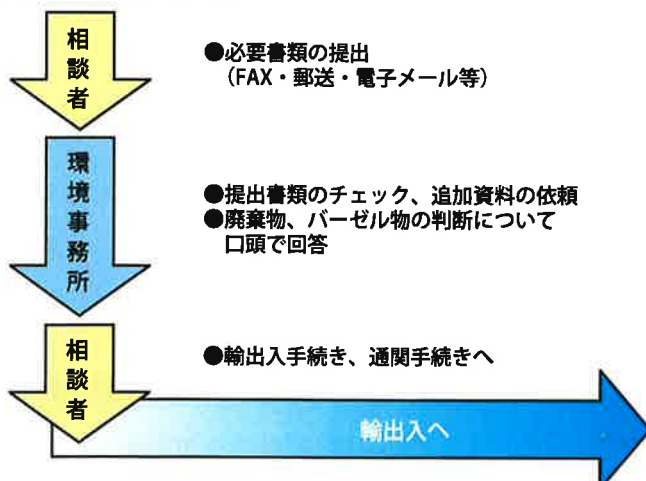 相談者
●必要書類の提出
（FAX・郵送・電子メール等）
環境事務所
●提出書類のチェック、追加資料の依頼
●廃棄物、バーゼル物の判断について
口頭で回答
相談者
●輸出入手続き、通関手続きへ
輸出入へ